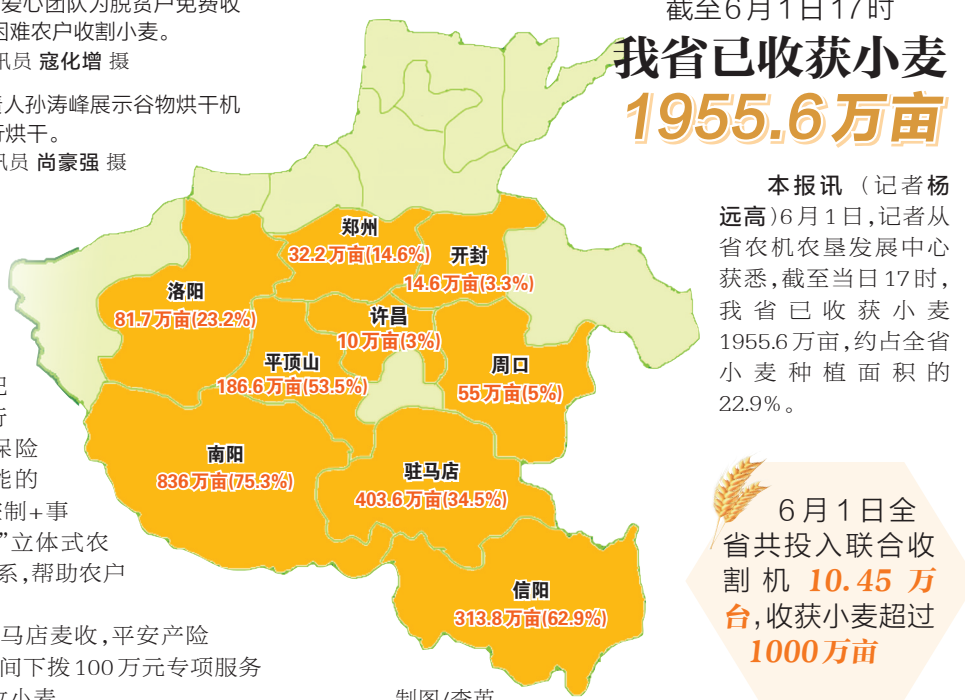 爱心团队为脱贫户免费收
困难农户收割小麦。
讯员 寇化增 摄
责人孙涛峰展示谷物烘干机
行烘干。
讯员 尚豪强 摄
截至6月1日17时
我省已收获小麦
1955.6万亩
本报讯 (记者杨
远高)6月1日,记者从
省农机农垦发展中心
获悉,截至当日17时,
我省已收获小麦
1955.6万亩,约占全省
小麦种植面积的
22.9%。
郑州
32.2万亩(14.6%)
开封
14.6万亩(3.3%)
洛阳
81.7万亩(23.2%)
许昌
10万亩(3%)
平顶山
186.6万亩(53.5%)
周口
55万亩(5%)
南阳
836万亩(75.3%)
驻马店
403.6万亩(34.5%)
信阳
313.8万亩(62.9%)
6月1日全
省共投入联合收
割机 10.45万
台,收获小麦超过
1000万亩
行
保险
能的
制+事
”立体式农
系,帮助农户
马店麦收,平安产险
间下拨100万元专项服务